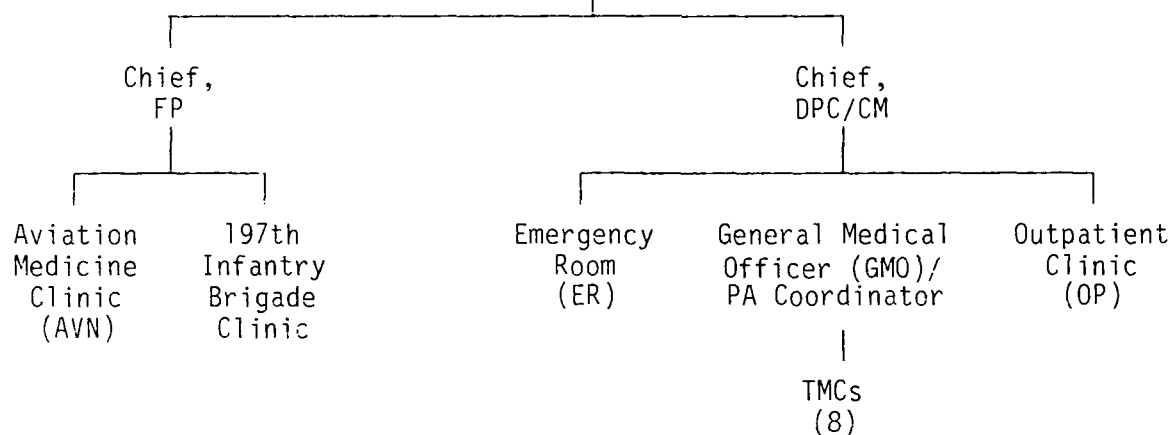 Chief,
FP
Chief,
DPC/CM
Aviation
Medicine
Clinic
(AVN)
197th
Infantry
Brigade
Clinic
Emergency
Room
(ER)
General Medical
Officer (GMO)/
PA Coordinator
Outpatient
Clinic
(OP)
TMCs
(8)